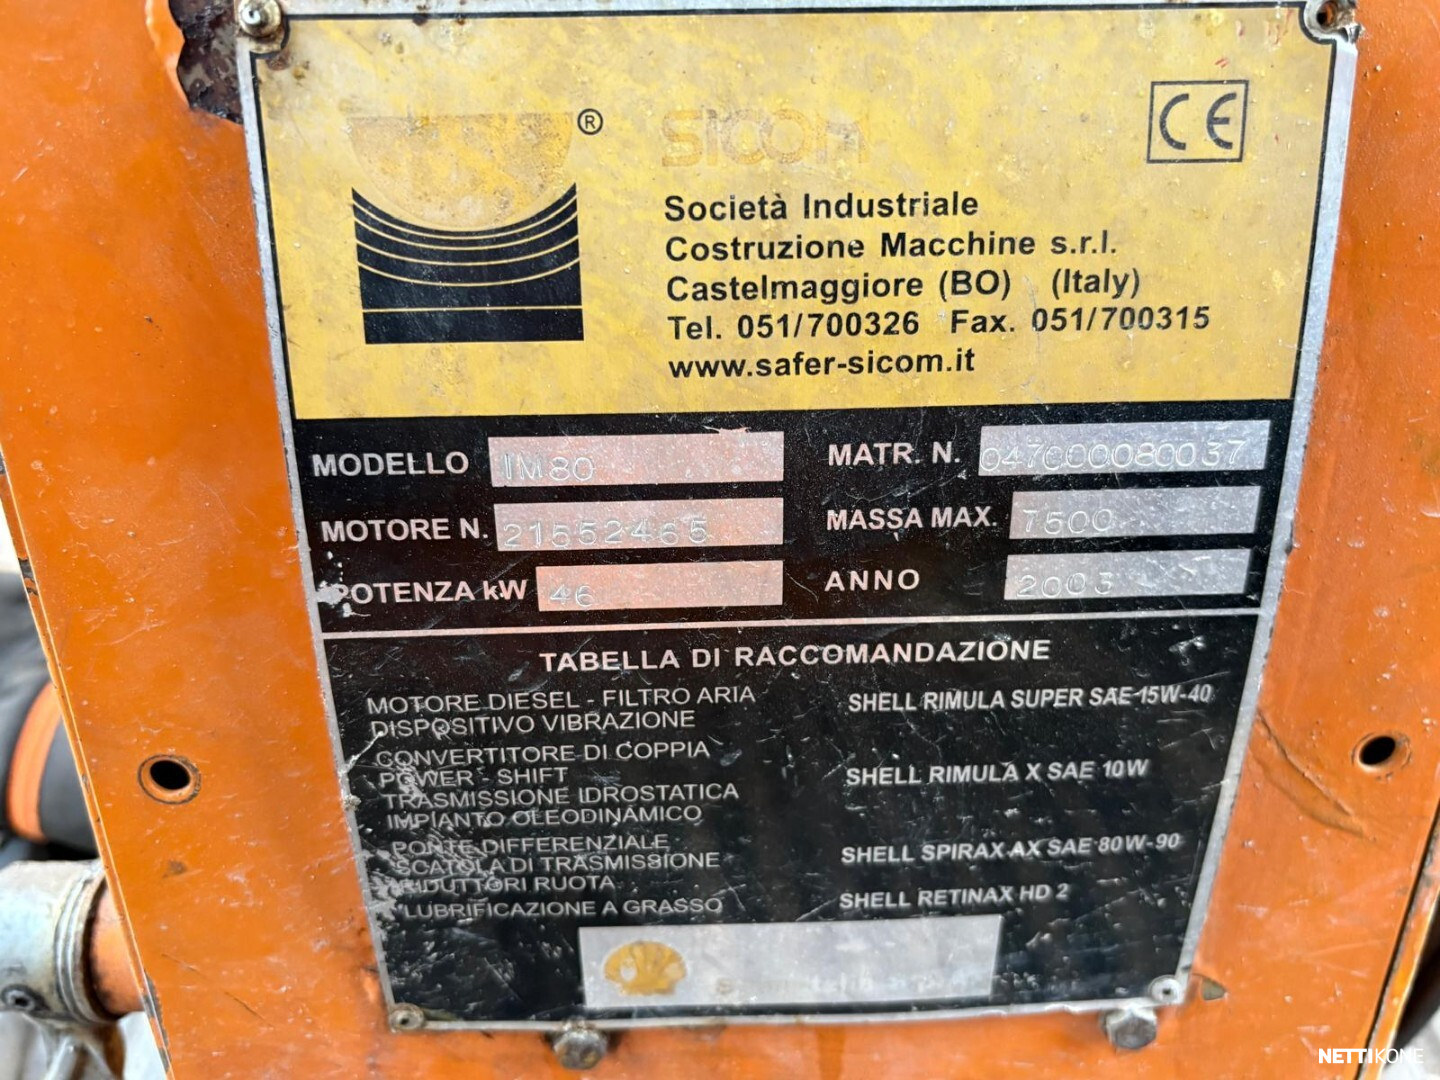 ®
SICOM
CE
Società Industriale
Costruzione Macchine s.r.l.
Castelmaggiore (BO) (Italy)
Tel. 051/700326 Fax. 051/700315
www.safer-sicom.it
MODELLO IM80
MATR. N. 047000080037
MOTORE N. 21552465
MASSA MAX. 7500
POTENZA kW 46
ANNO 2003
TABELLA DI RACCOMANDAZIONE
MOTORE DIESEL - FILTRO ARIA
DISPOSITIVO VIBRAZIONE
SHELL RIMULA SUPER SAE 15W-40
CONVERTITORE DI COPPIA
POWER - SHIFT
TRASMISSIONE IDROSTATICA
IMPIANTO OLEODINAMICO
SHELL RIMULA X SAE 10W
PONTE DIFFERENZIALE
SCATOLA DI TRASMISSIONE
RIDUTTORI RUOTA
SHELL SPIRAX AX SAE 80W-90
LUBRIFICAZIONE A GRASSO
SHELL RETINAX HD 2
NETTIKONE